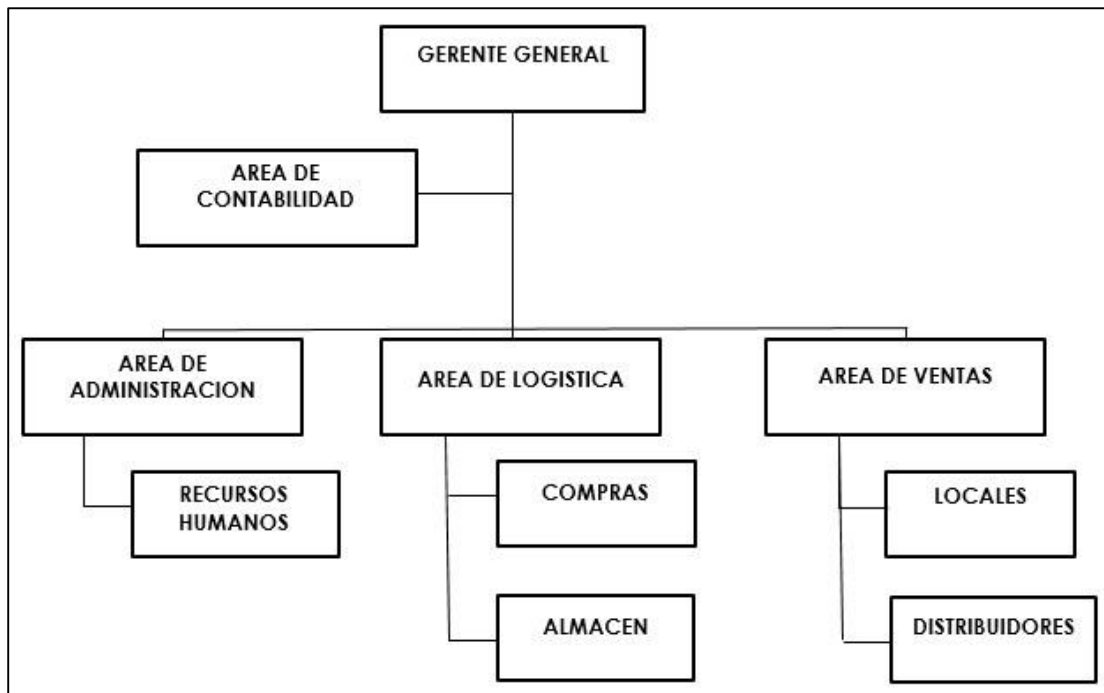 GERENTE GENERAL
AREA DE
CONTABILIDAD
AREA DE
ADMINISTRACION
AREA DE LOGISTICA
AREA DE VENTAS
RECURSOS
HUMANOS
COMPRAS
LOCALES
ALMACEN
DISTRIBUIDORES